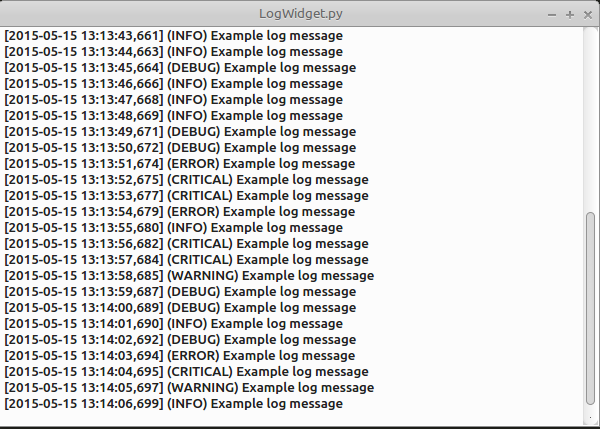 LogWidget.py
[2015-05-15 13:13:43,661] (INFO) Example log message
[2015-05-15 13:13:44,663] (INFO) Example log message
[2015-05-15 13:13:45,664] (DEBUG) Example log message
[2015-05-15 13:13:46,666] (INFO) Example log message
[2015-05-15 13:13:47,668] (INFO) Example log message
[2015-05-15 13:13:48,669] (INFO) Example log message
[2015-05-15 13:13:49,671] (DEBUG) Example log message
[2015-05-15 13:13:50,672] (DEBUG) Example log message
[2015-05-15 13:13:51,674] (ERROR) Example log message
[2015-05-15 13:13:52,675] (CRITICAL) Example log message
[2015-05-15 13:13:53,677] (CRITICAL) Example log message
[2015-05-15 13:13:54,679] (ERROR) Example log message
[2015-05-15 13:13:55,680] (INFO) Example log message
[2015-05-15 13:13:56,682] (CRITICAL) Example log message
[2015-05-15 13:13:57,684] (CRITICAL) Example log message
[2015-05-15 13:13:58,685] (WARNING) Example log message
[2015-05-15 13:13:59,687] (DEBUG) Example log message
[2015-05-15 13:14:00,689] (DEBUG) Example log message
[2015-05-15 13:14:01,690] (INFO) Example log message
[2015-05-15 13:14:02,692] (DEBUG) Example log message
[2015-05-15 13:14:03,694] (ERROR) Example log message
[2015-05-15 13:14:04,695] (CRITICAL) Example log message
[2015-05-15 13:14:05,697] (WARNING) Example log message
[2015-05-15 13:14:06,699] (INFO) Example log message